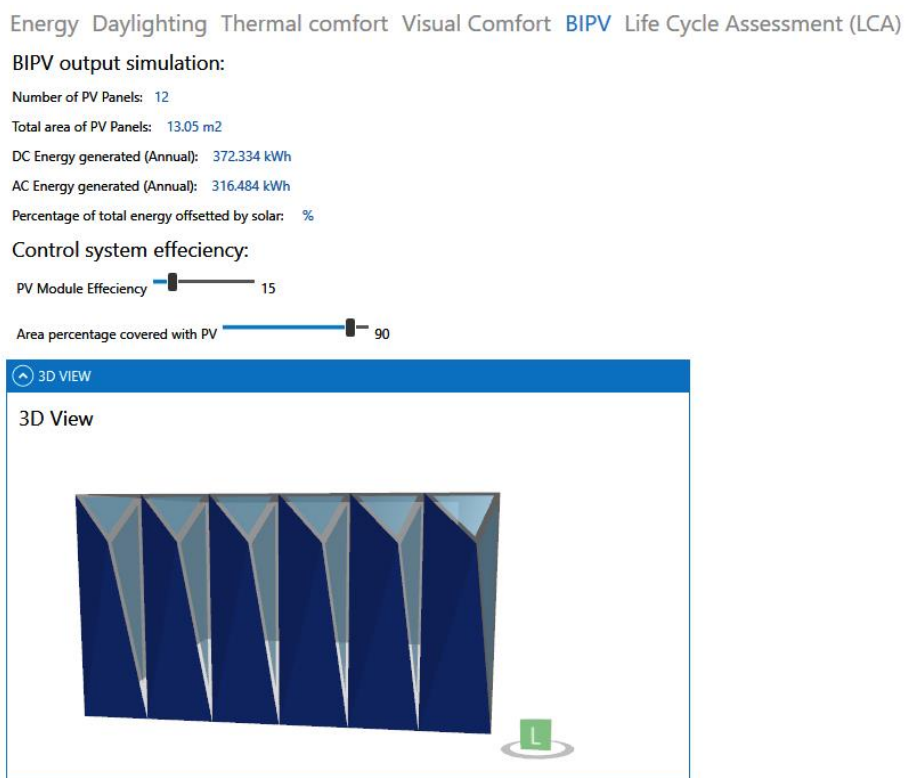 Energy Daylighting Thermal comfort Visual Comfort BIPV Life Cycle Assessment (LCA)
BIPV output simulation:
Number of PV Panels: 12
Total area of PV Panels: 13.05 m2
DC Energy generated (Annual): 372.334 kWh
AC Energy generated (Annual): 316.484 kWh
Percentage of total energy offsetted by solar: %
Control system effeciency:
PV Module Effeciency 15
Area percentage covered with PV 90
3D VIEW
3D View
L